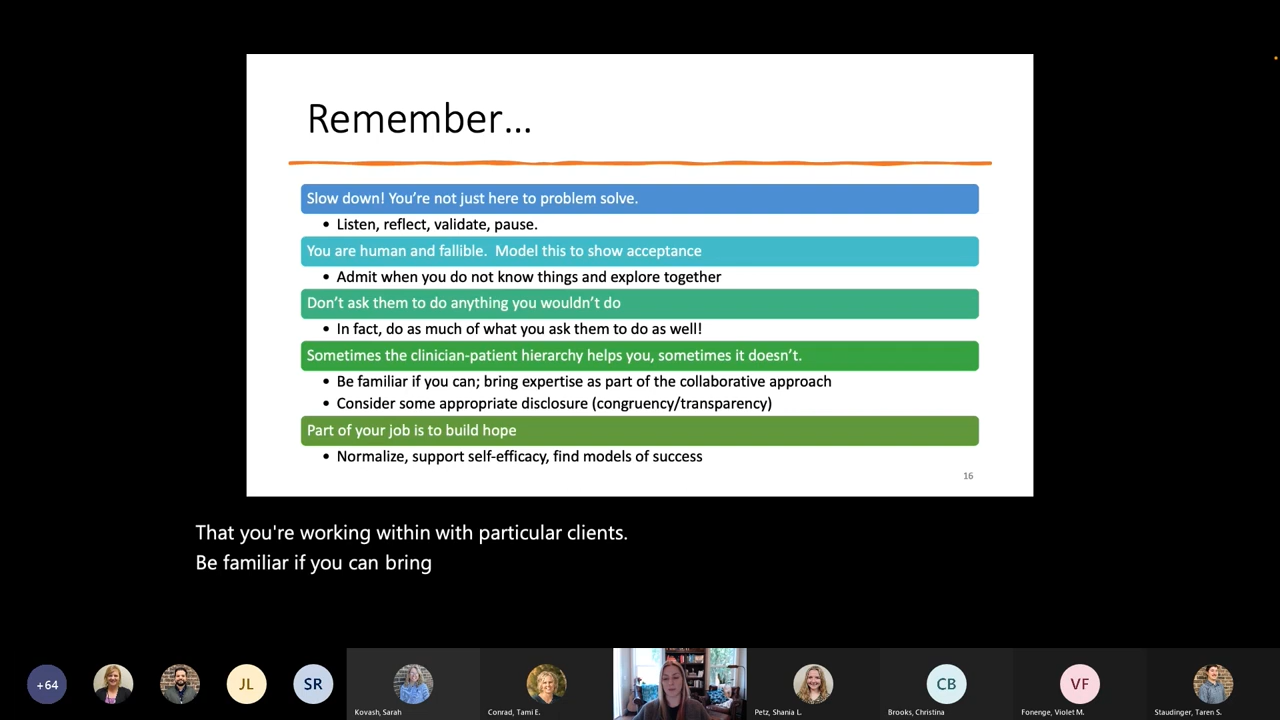 Remember...
Slow down! You're not just here to problem solve.
• Listen, reflect, validate, pause.
You are human and fallible.  Model this to show acceptance
• Admit when you do not know things and explore together
Don't ask them to do anything you wouldn't do
• In fact, do as much of what you ask them to do as well!
Sometimes the clinician-patient hierarchy helps you, sometimes it doesn't.
• Be familiar if you can; bring expertise as part of the collaborative approach
• Consider some appropriate disclosure (congruency/transparency)
Part of your job is to build hope
• Normalize, support self-efficacy, find models of success
16
That you're working within with particular clients.
Be familiar if you can bring
+64
JL
SR
Kovash, Sarah
Conrad, Tami E.
Petz, Shania L.
CB
Brooks, Christina
VF
Fonenge, Violet M.
Staudinger, Taren S.